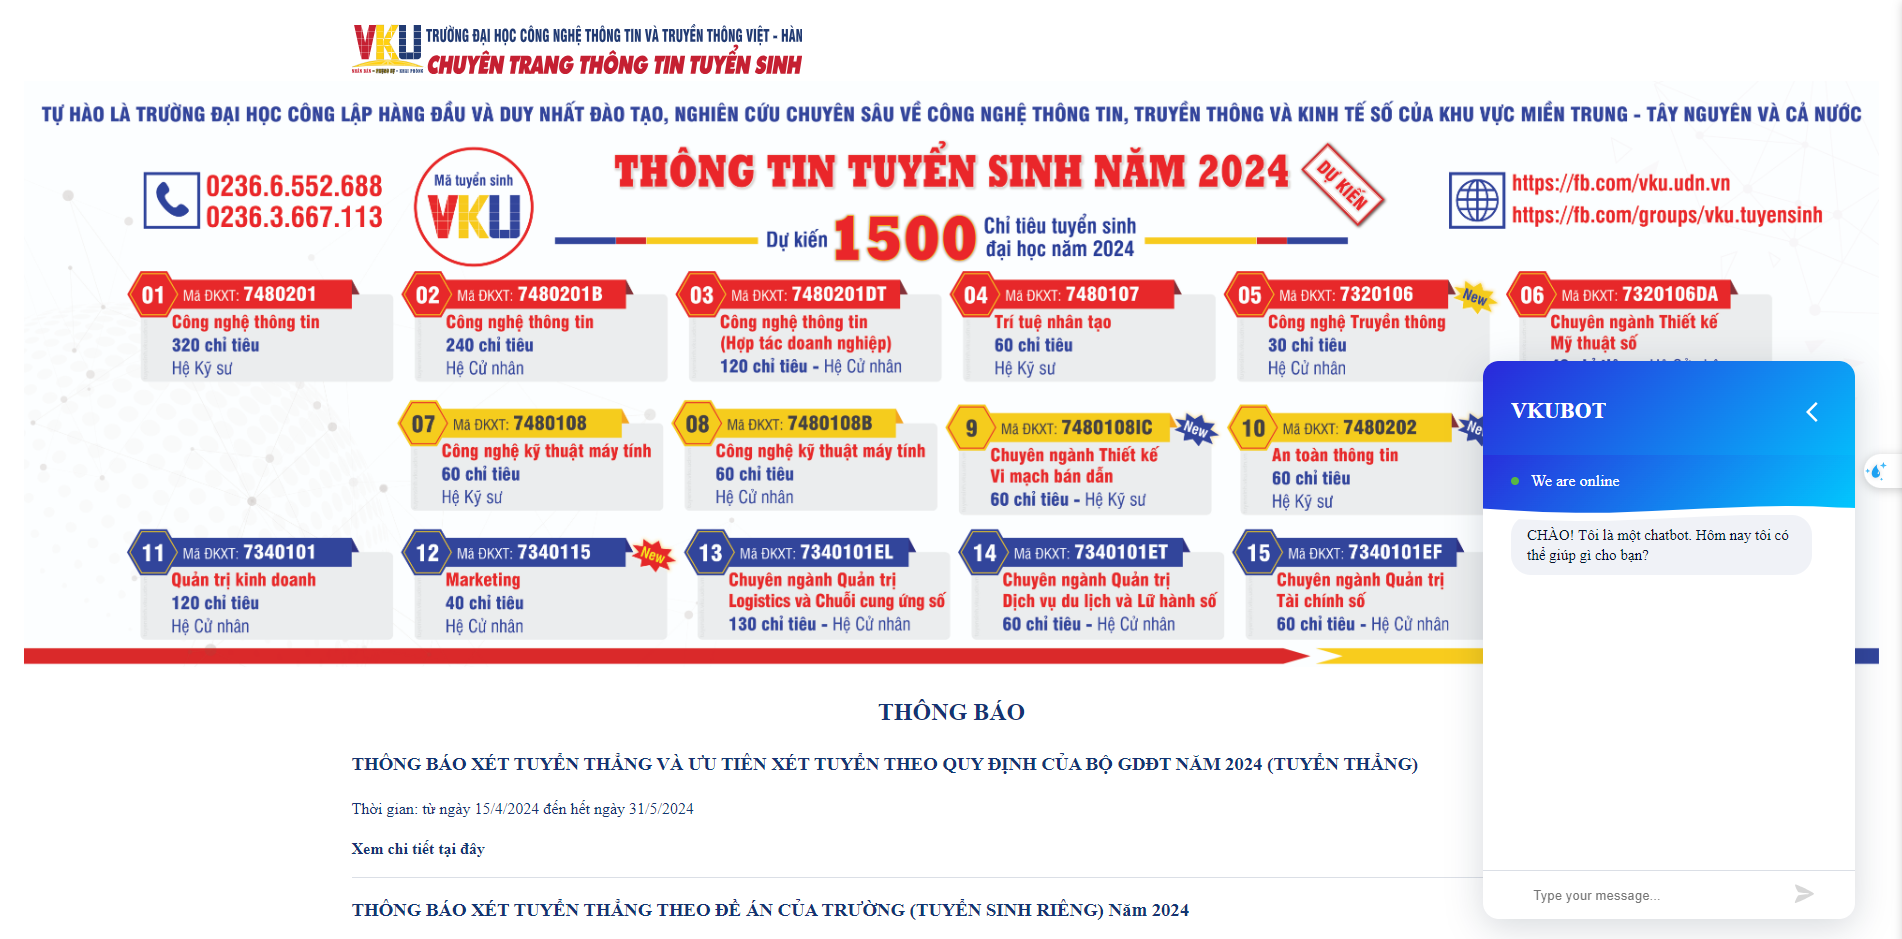 VKU
NHÂN BẢN – PHỤNG SỰ – KHAI PHÓNG
TRƯỜNG ĐẠI HỌC CÔNG NGHỆ THÔNG TIN VÀ TRUYỀN THÔNG VIỆT - HÀN
CHUYÊN TRANG THÔNG TIN TUYỂN SINH
TỰ HÀO LÀ TRƯỜNG ĐẠI HỌC CÔNG LẬP HÀNG ĐẦU VÀ DUY NHẤT ĐÀO TẠO, NGHIÊN CỨU CHUYÊN SÂU VỀ CÔNG NGHỆ THÔNG TIN, TRUYỀN THÔNG VÀ KINH TẾ SỐ CỦA KHU VỰC MIỀN TRUNG - TÂY NGUYÊN VÀ CẢ NƯỚC
0236.6.552.688
0236.3.667.113
Mã tuyển sinh
VKU
THÔNG TIN TUYỂN SINH NĂM 2024
DỰ KIẾN
Dự kiến 1500 Chỉ tiêu tuyển sinh
đại học năm 2024
https://fb.com/vku.udn.vn
https://fb.com/groups/vku.tuyensinh
01 Mã ĐKXT: 7480201
Công nghệ thông tin
320 chỉ tiêu
Hệ Kỹ sư
02 Mã ĐKXT: 7480201B
Công nghệ thông tin
240 chỉ tiêu
Hệ Cử nhân
03 Mã ĐKXT: 7480201DT
Công nghệ thông tin
(Hợp tác doanh nghiệp)
120 chỉ tiêu - Hệ Cử nhân
04 Mã ĐKXT: 7480107
Trí tuệ nhân tạo
60 chỉ tiêu
Hệ Kỹ sư
05 Mã ĐKXT: 7320106
New
Công nghệ Truyền thông
30 chỉ tiêu
Hệ Cử nhân
06 Mã ĐKXT: 7320106DA
Chuyên ngành Thiết kế
Mỹ thuật số
07 Mã ĐKXT: 7480108
Công nghệ kỹ thuật máy tính
60 chỉ tiêu
Hệ Kỹ sư
08 Mã ĐKXT: 7480108B
Công nghệ kỹ thuật máy tính
60 chỉ tiêu
Hệ Cử nhân
9 Mã ĐKXT: 7480108IC
New
Chuyên ngành Thiết kế
Vi mạch bán dẫn
60 chỉ tiêu - Hệ Kỹ sư
10 Mã ĐKXT: 7480202
An toàn thông tin
60 chỉ tiêu
Hệ Kỹ sư
11 Mã ĐKXT: 7340101
Quản trị kinh doanh
120 chỉ tiêu
Hệ Cử nhân
12 Mã ĐKXT: 7340115
New
Marketing
40 chỉ tiêu
Hệ Cử nhân
13 Mã ĐKXT: 7340101EL
Chuyên ngành Quản trị
Logistics và Chuỗi cung ứng số
130 chỉ tiêu - Hệ Cử nhân
14 Mã ĐKXT: 7340101ET
Chuyên ngành Quản trị
Dịch vụ du lịch và Lữ hành số
60 chỉ tiêu - Hệ Cử nhân
15 Mã ĐKXT: 7340101EF
Chuyên ngành Quản trị
Tài chính số
60 chỉ tiêu - Hệ Cử nhân
THÔNG BÁO
THÔNG BÁO XÉT TUYỂN THẲNG VÀ ƯU TIÊN XÉT TUYỂN THEO QUY ĐỊNH CỦA BỘ GDĐT NĂM 2024 (TUYỂN THẲNG)
Thời gian: từ ngày 15/4/2024 đến hết ngày 31/5/2024
Xem chi tiết tại đây
THÔNG BÁO XÉT TUYỂN THẲNG THEO ĐỀ ÁN CỦA TRƯỜNG (TUYỂN SINH RIÊNG) Năm 2024
VKUBOT
We are online
CHÀO! Tôi là một chatbot. Hôm nay tôi có
thể giúp gì cho bạn?
Type your message...